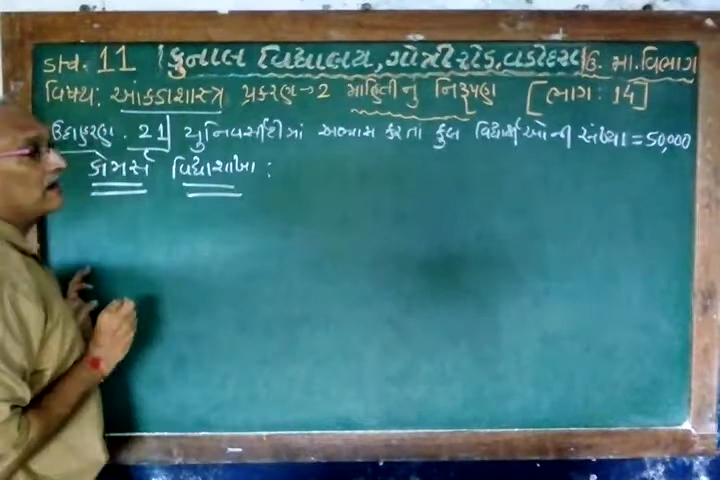 ધોરણ. 11 કુનાલ વિદ્યાલય, ગોત્રી રોડ, વડોદરા ઉ. મા. વિભાગ
વિષય: આંકડાશાસ્ત્ર પ્રકરણ → 2 માહિતીનું નિરૂપણ [ભાગ: 14]
ઉદાહરણ. 21 યુનિવર્સીટીમાં અભ્યાસ કરતા કુલ વિદ્યાર્થીઓની સંખ્યા = 50,000
કોમર્સ વિદ્યાશાખા :